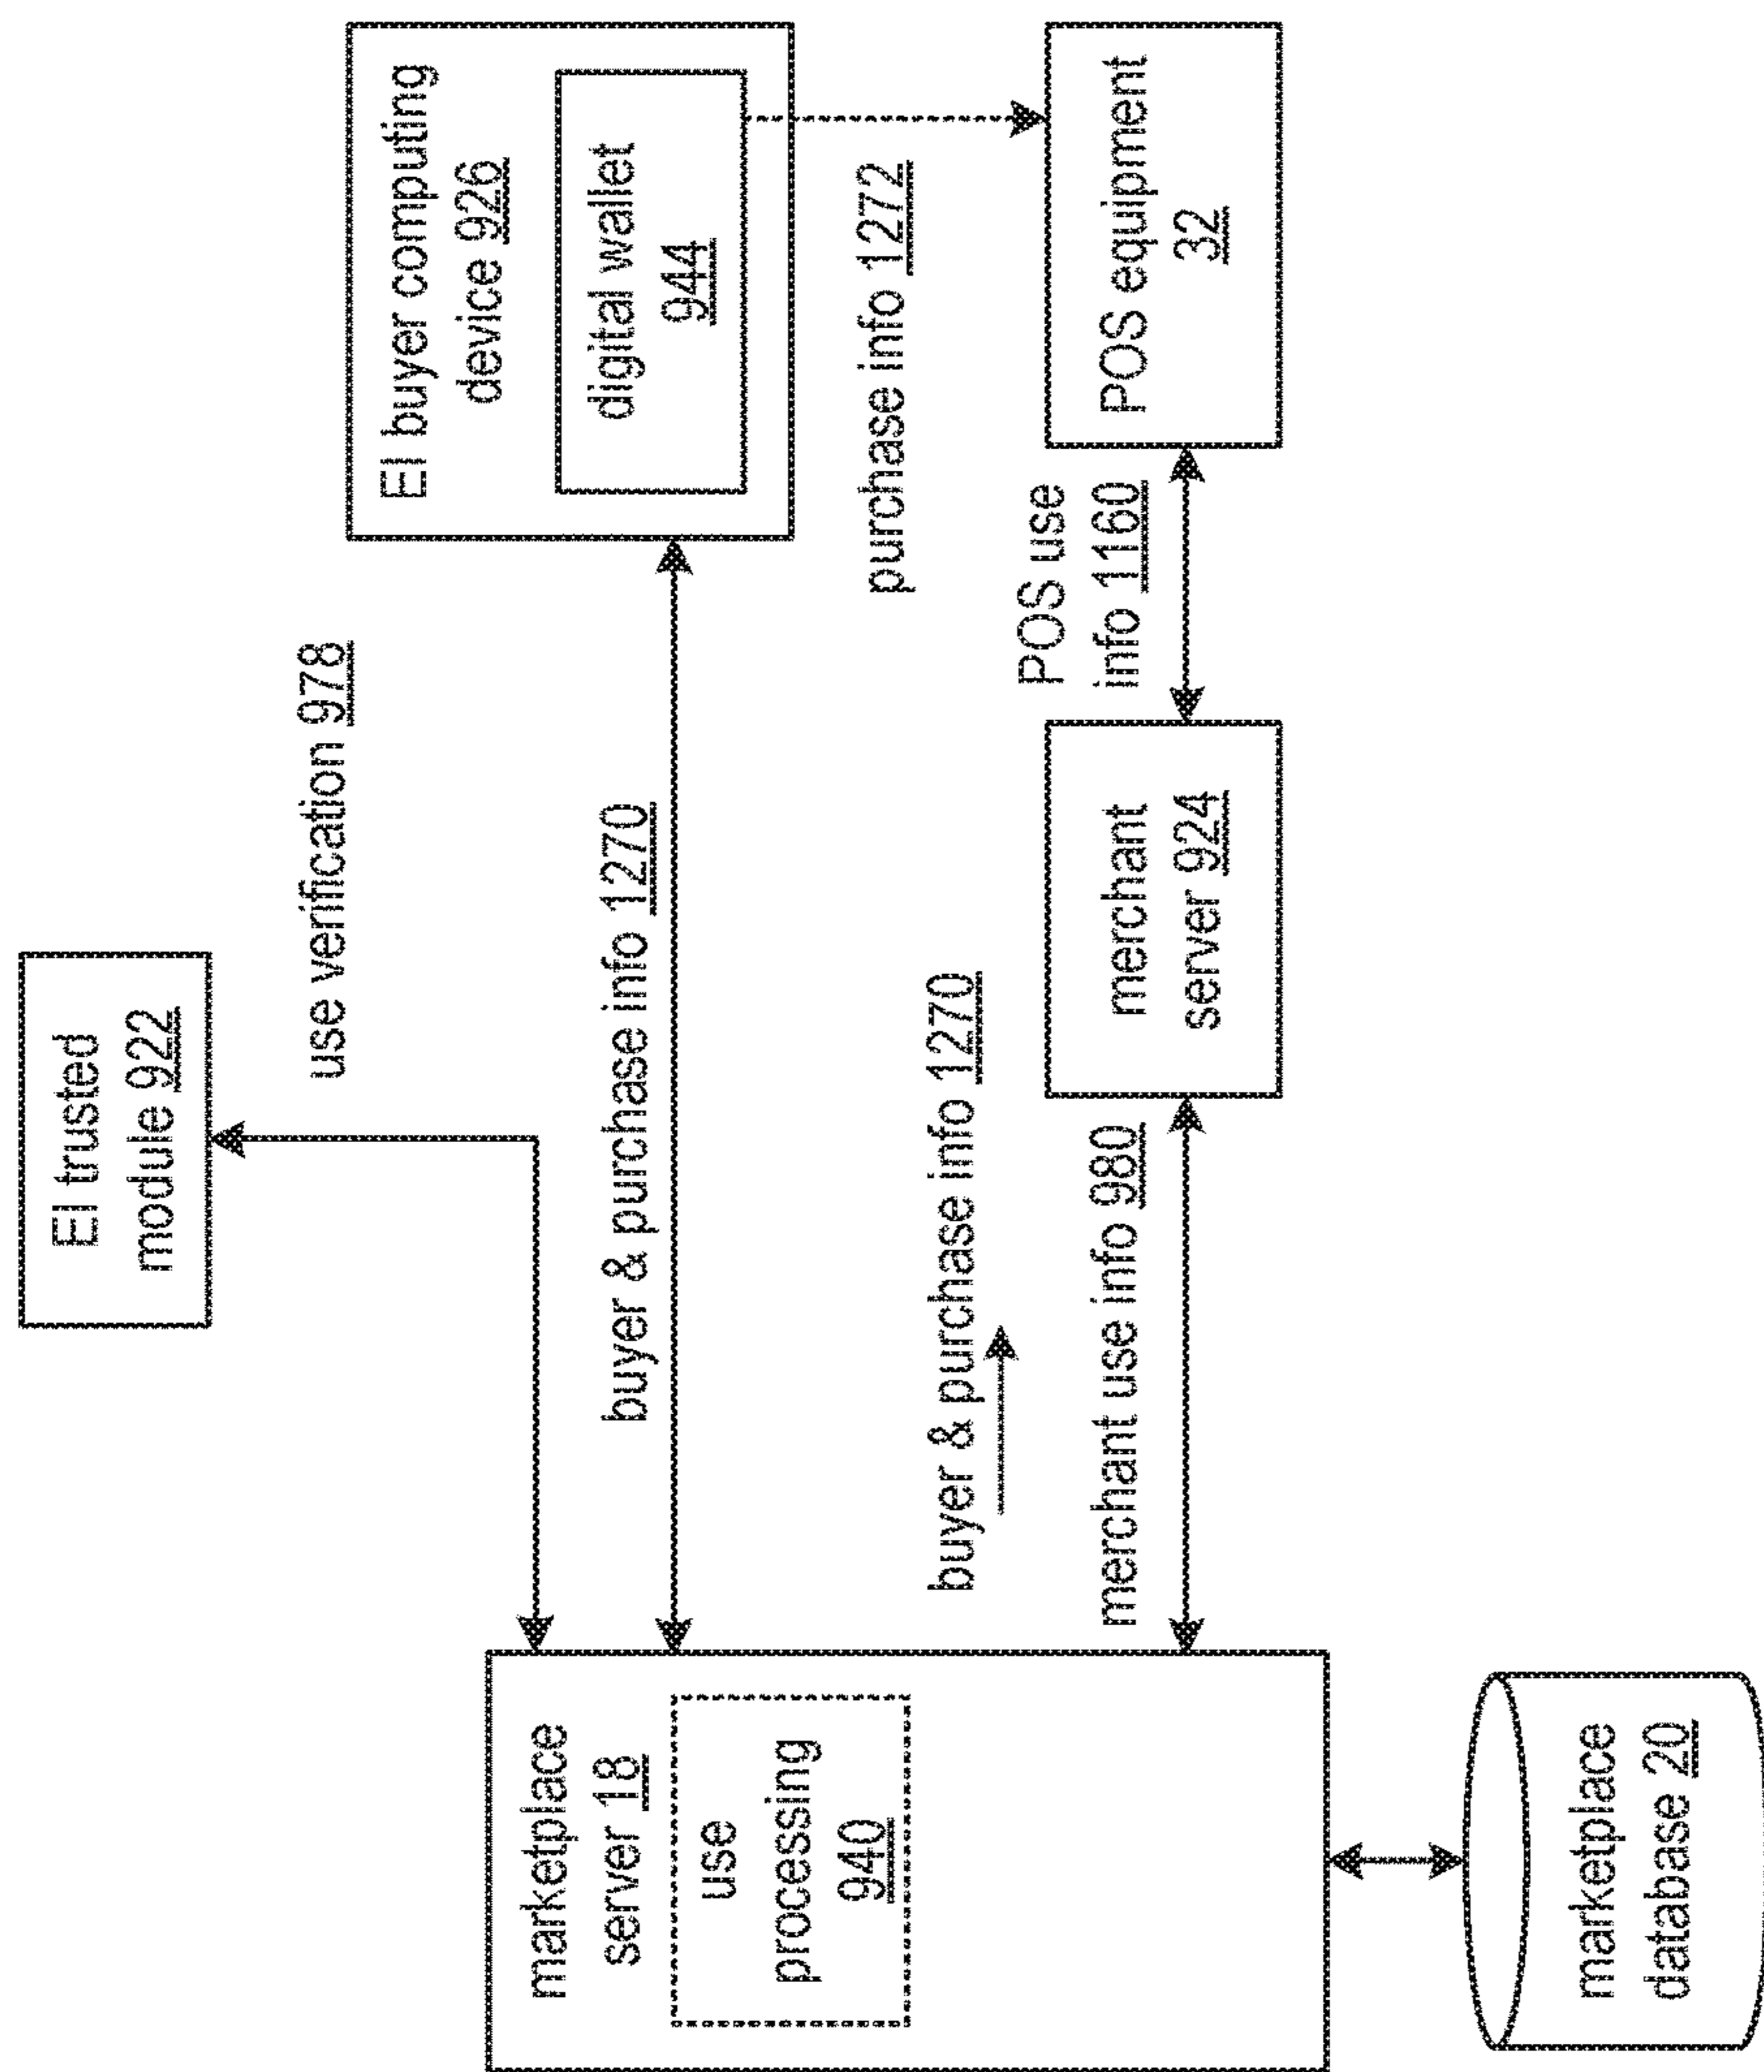 EI trusted
module 922
use verification 978
EI buyer computing
device 926
digital wallet
944
marketplace
server 18
use
processing
940
buyer & purchase info 1270
purchase info 1272
buyer & purchase info 1270
merchant use info 980
merchant
server 924
POS use
info 1160
POS equipment
32
marketplace
database 20